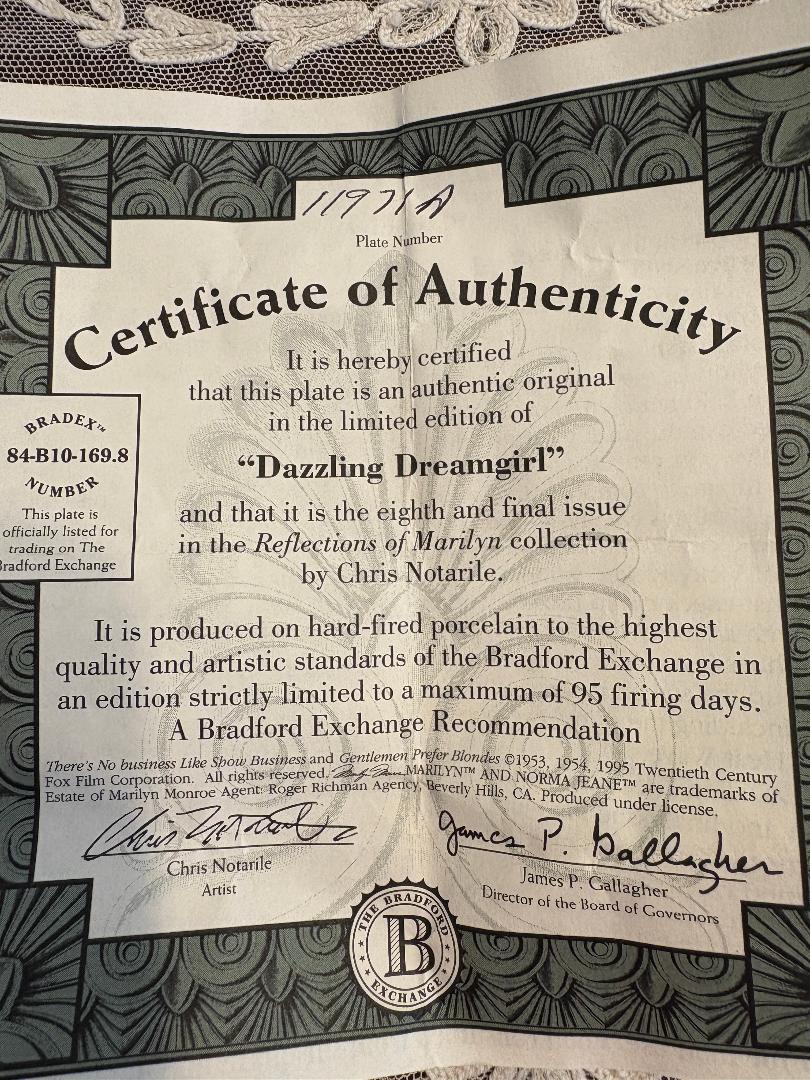 11971A
Plate Number
Certificate of Authenticity
It is hereby certified
that this plate is an authentic original
in the limited edition of
“Dazzling Dreamgirl”
and that it is the eighth and final issue
in the Reflections of Marilyn collection
by Chris Notarile.
BRADEX™
84-B10-169.8
NUMBER
This plate is
officially listed for
trading on The
Bradford Exchange
It is produced on hard-fired porcelain to the highest
quality and artistic standards of the Bradford Exchange in
an edition strictly limited to a maximum of 95 firing days.
A Bradford Exchange Recommendation
There's No business Like Show Business and Gentlemen Prefer Blondes ©1953, 1954, 1995 Twentieth Century
Fox Film Corporation. All rights reserved. MARILYN™ AND NORMA JEANE™ are trademarks of
Estate of Marilyn Monroe Agent: Roger Richman Agency, Beverly Hills, CA. Produced under license.
Chris Notarile
Chris Notarile
Artist
James P. Gallagher
James P. Gallagher
Director of the Board of Governors
THE BRADFORD
B
EXCHANGE